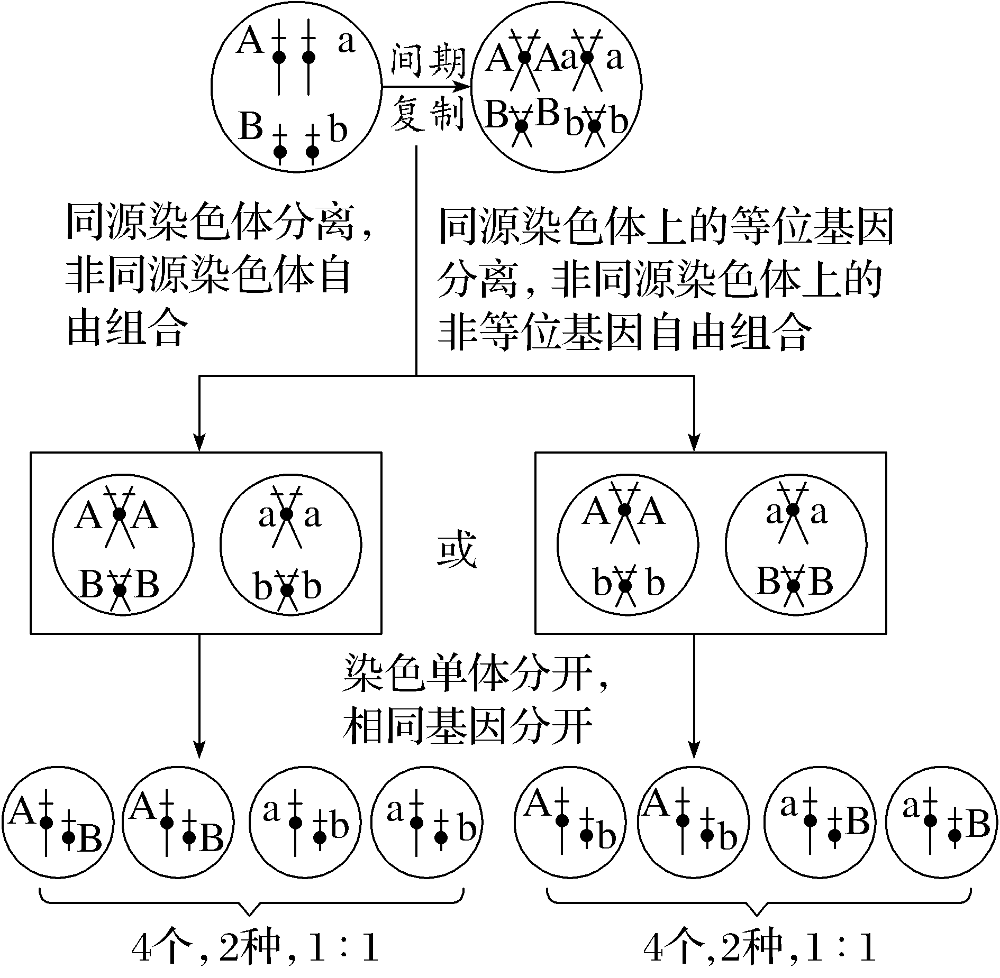 A a
B b
间期
复制
A A a a
B B b b
同源染色体分离,
非同源染色体自
由组合
同源染色体上的等位基因
分离,非同源染色体上的
非等位基因自由组合
A A a a
B B b b
或
A A a a
b b B B
染色单体分开,
相同基因分开
A B A B a b a b
A b A b a B a B
4个,2种,1∶1
4个,2种,1∶1